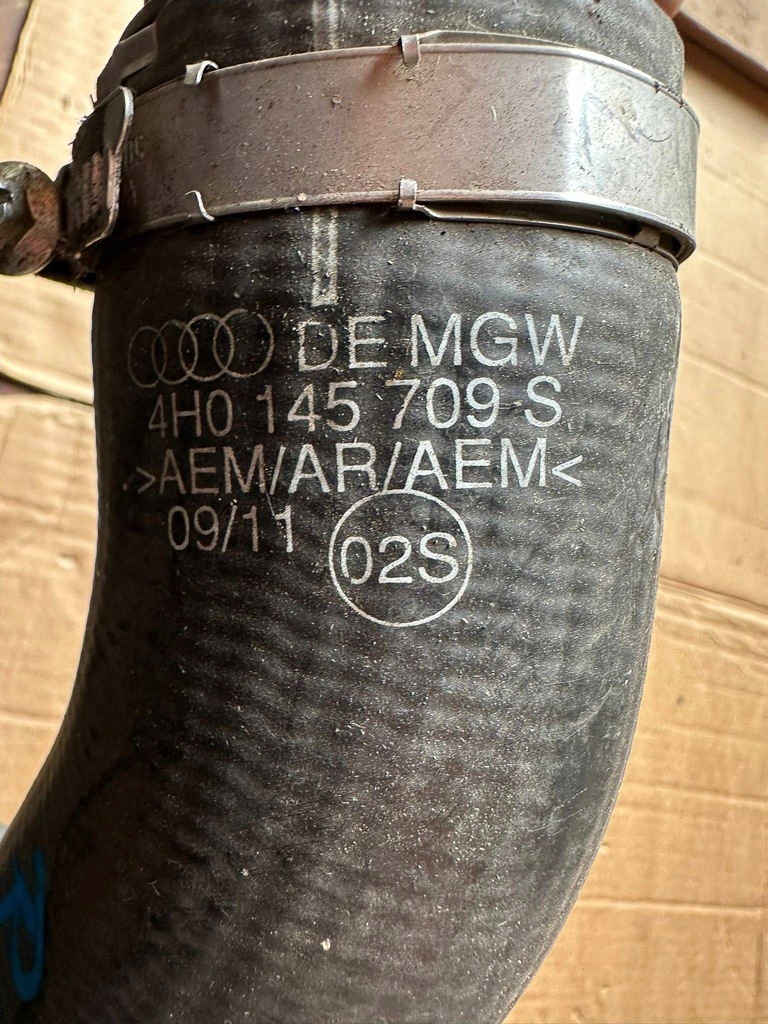 DE MGW
4H0 145 709 S
>AEM/AR/AEM<
09/11
02S